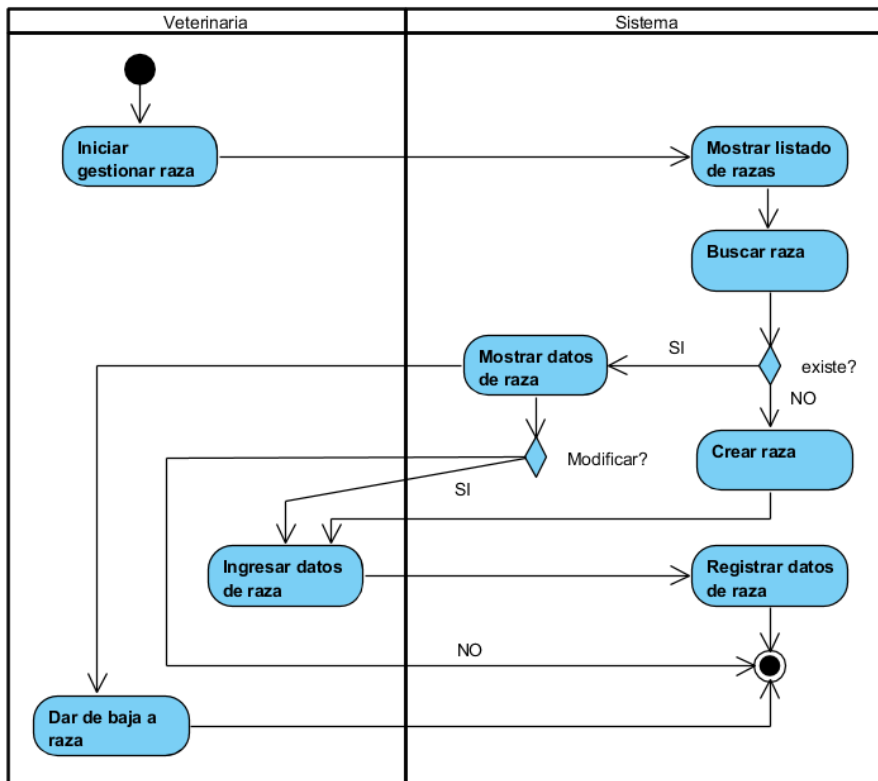 Veterinaria
Sistema
Iniciar
gestionar raza
Mostrar listado
de razas
Buscar raza
existe?
SI
NO
Mostrar datos
de raza
Modificar?
SI
Crear raza
Ingresar datos
de raza
Registrar datos
de raza
NO
Dar de baja a
raza